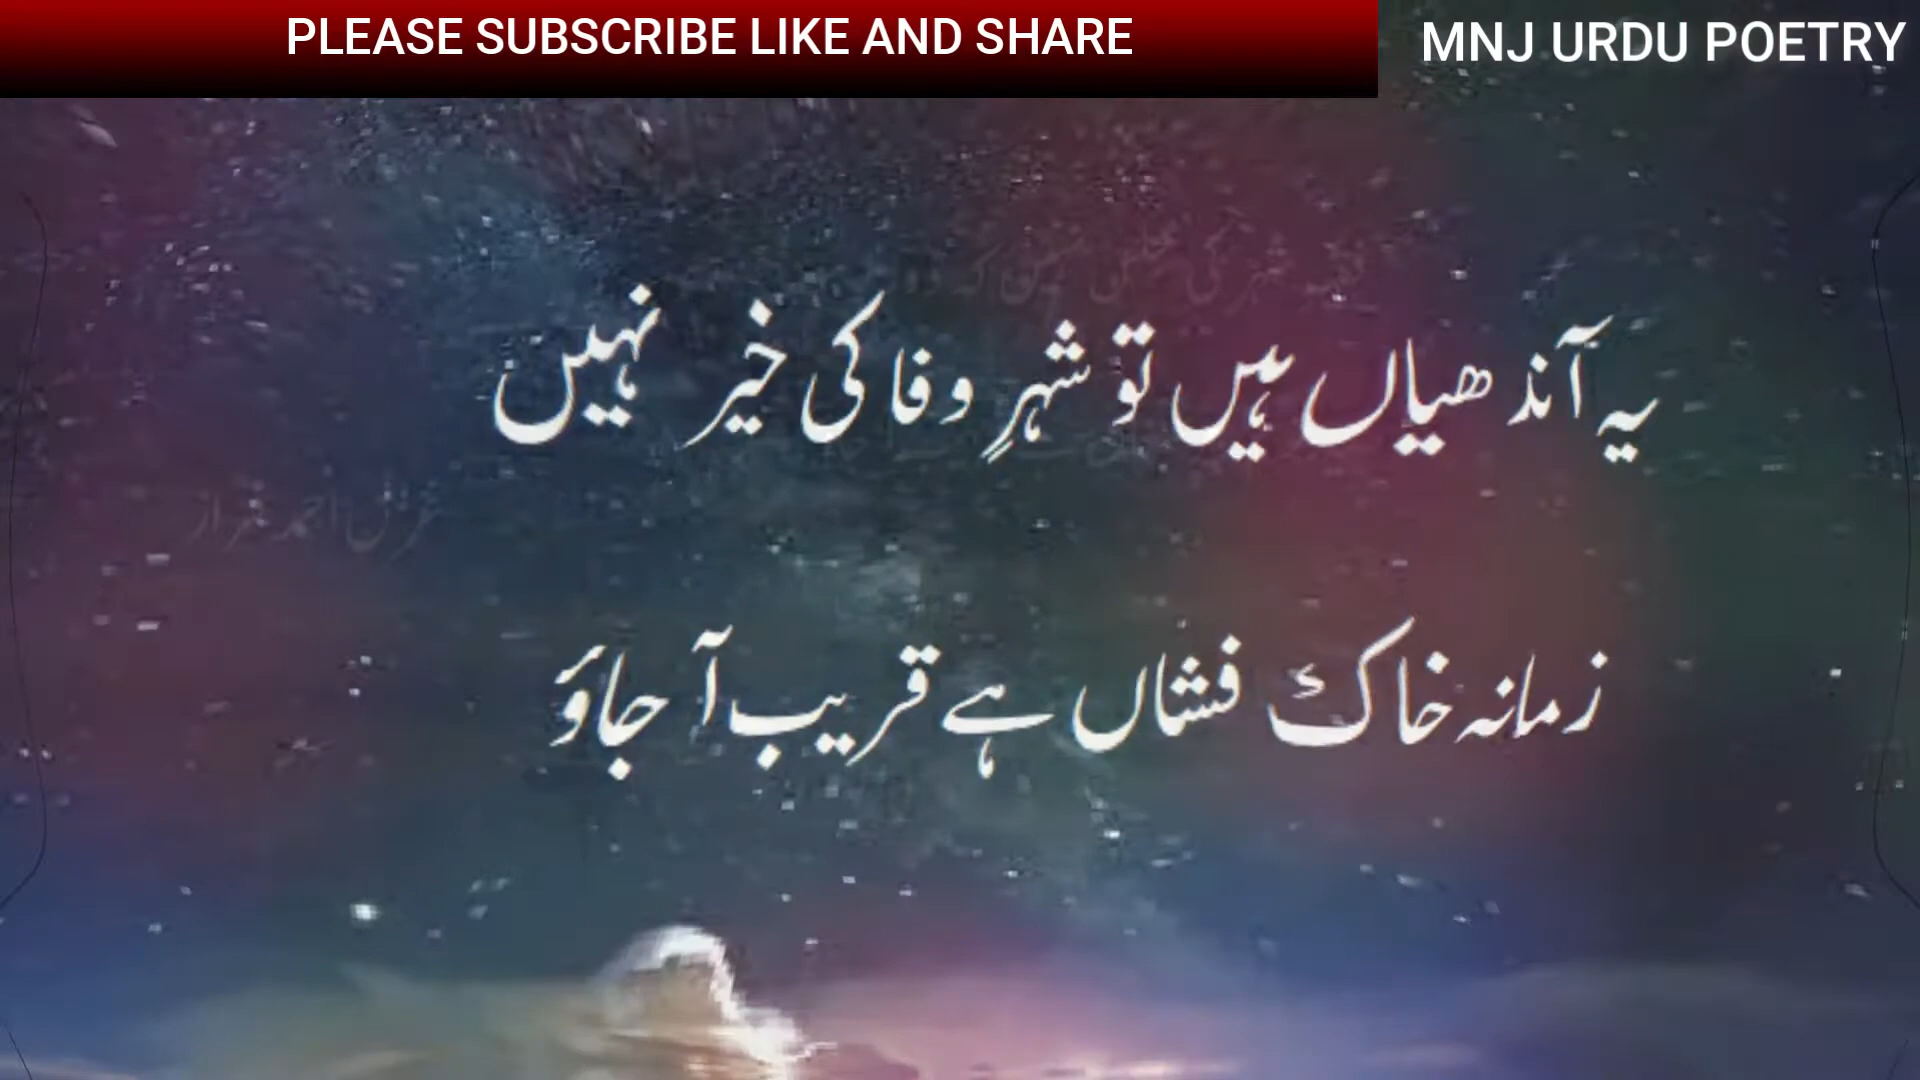 PLEASE SUBSCRIBE LIKE AND SHARE
MNJ URDU POETRY
یہ آندھیاں ہیں تو شہرِ وفا کی خیر نہیں
زمانہ خاک فشاں ہے قریب آ جاؤ